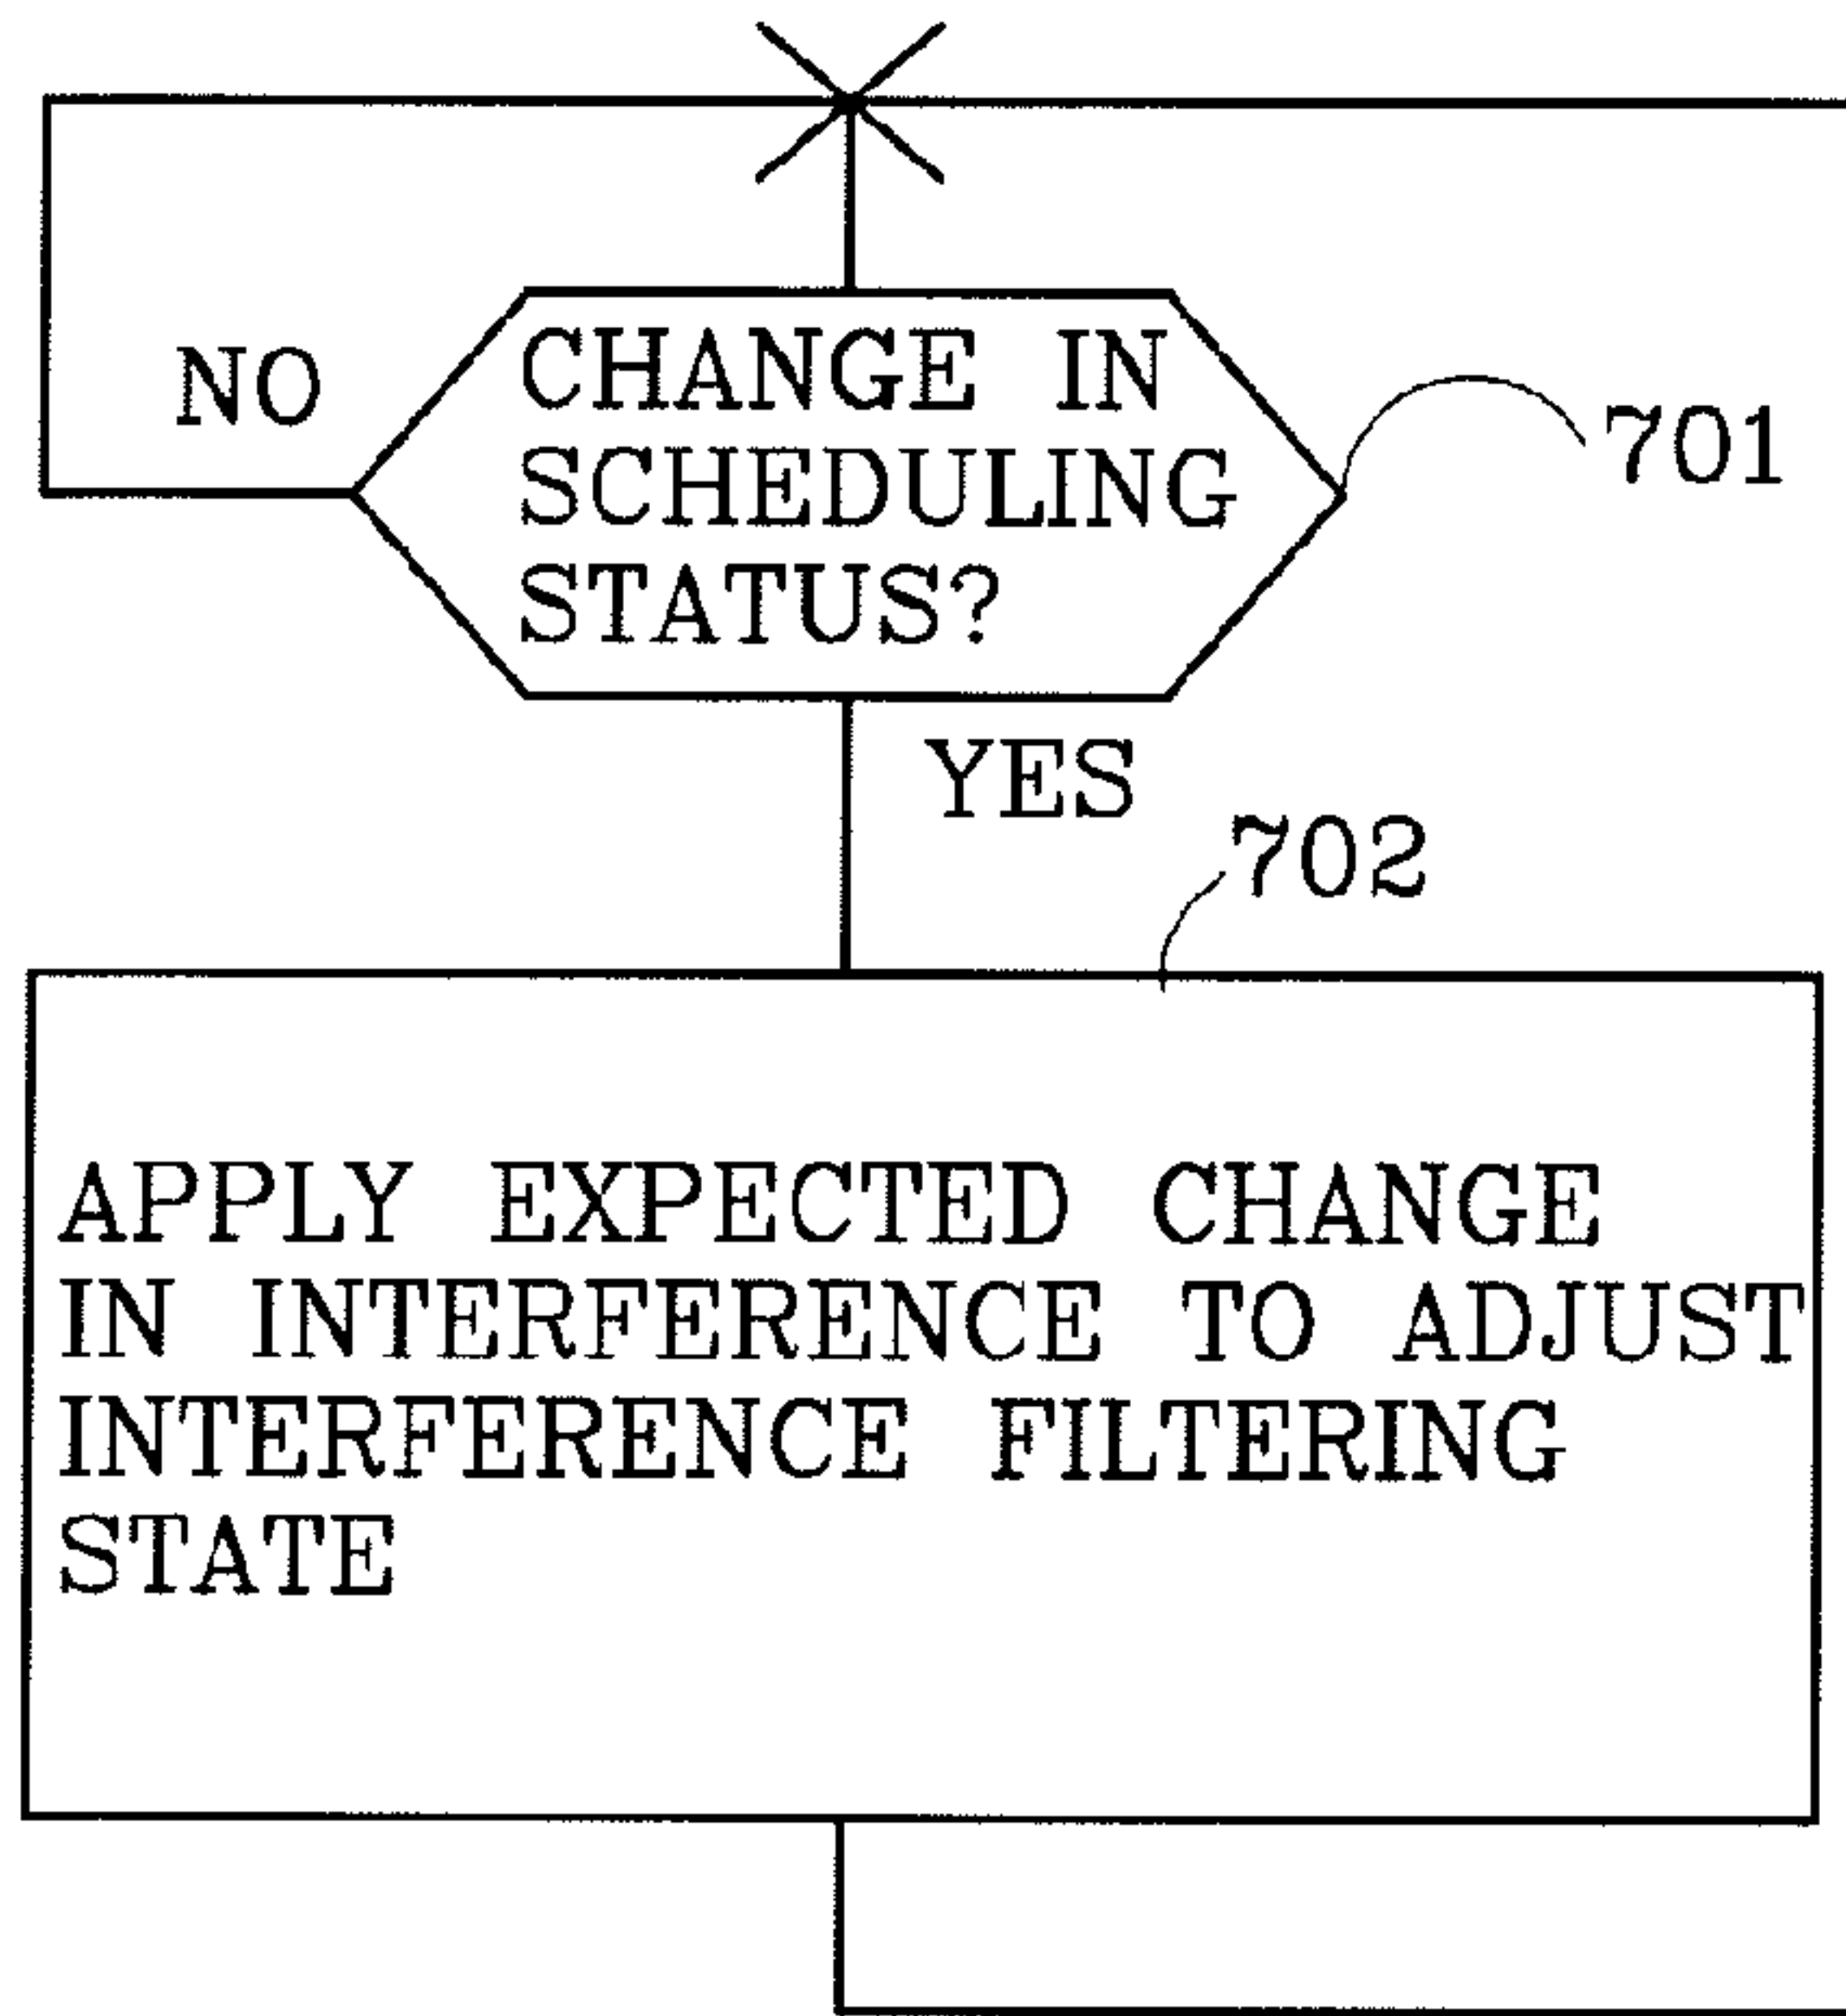 CHANGE IN
NO
701
SCHEDULING
STATUS?
YES
702
APPLY EXPECTED CHANGE
IN INTERFERENCE TO ADJUST
INTERFERENCE FILTERING
STATE